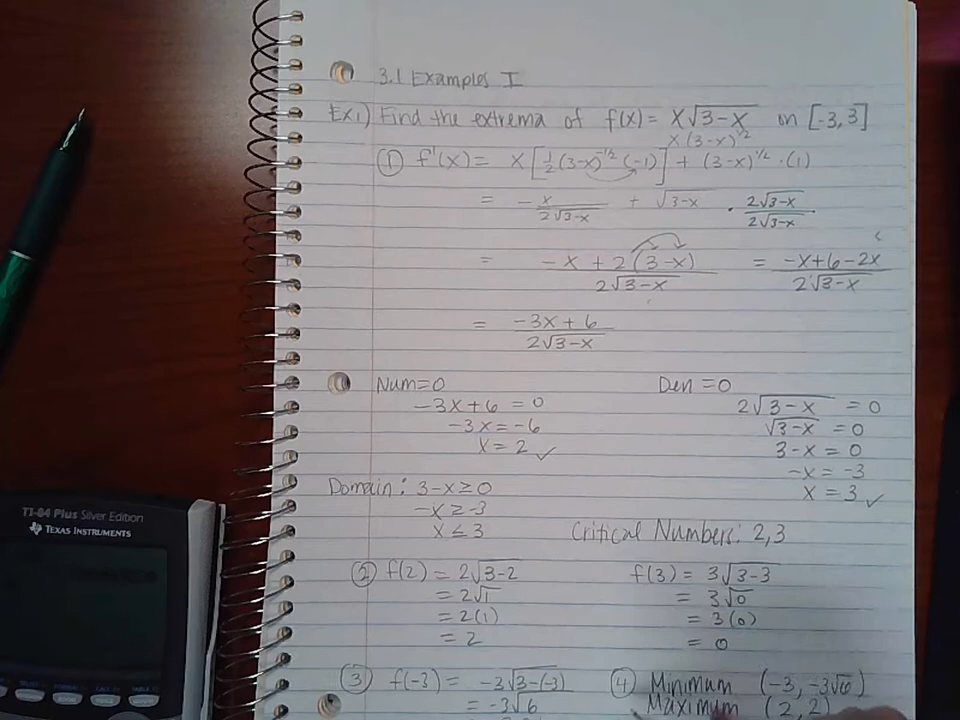 3.1 Examples I
Ex1) Find the extrema of f(x) = x√3-x on [-3,3]
x(3-x)^1/2
① f'(x) = x[1/2(3-x)^-1/2(-1)] + (3-x)^1/2 · (1)
= -x/2√3-x + √3-x · 2√3-x/2√3-x
= -x + 2(3-x)/2√3-x = -x+6-2x/2√3-x
= -3x+6/2√3-x
Num=0 Den=0
-3x+6 = 0 2√3-x = 0
-3x = -6 √3-x = 0
x = 2 ✓ 3-x = 0
-x = -3
x = 3 ✓
Domain: 3-x ≥ 0
-x ≥ -3
x ≤ 3 Critical Numbers: 2,3
② f(2) = 2√3-2 f(3) = 3√3-3
= 2√1 = 3√0
= 2(1) = 3(0)
= 2 = 0
③ f(-3) = -3√3-(-3) ④ Minimum (-3, -3√6)
= -3√6 Maximum (2,2)
TI-84 Plus Silver Edition
TEXAS INSTRUMENTS